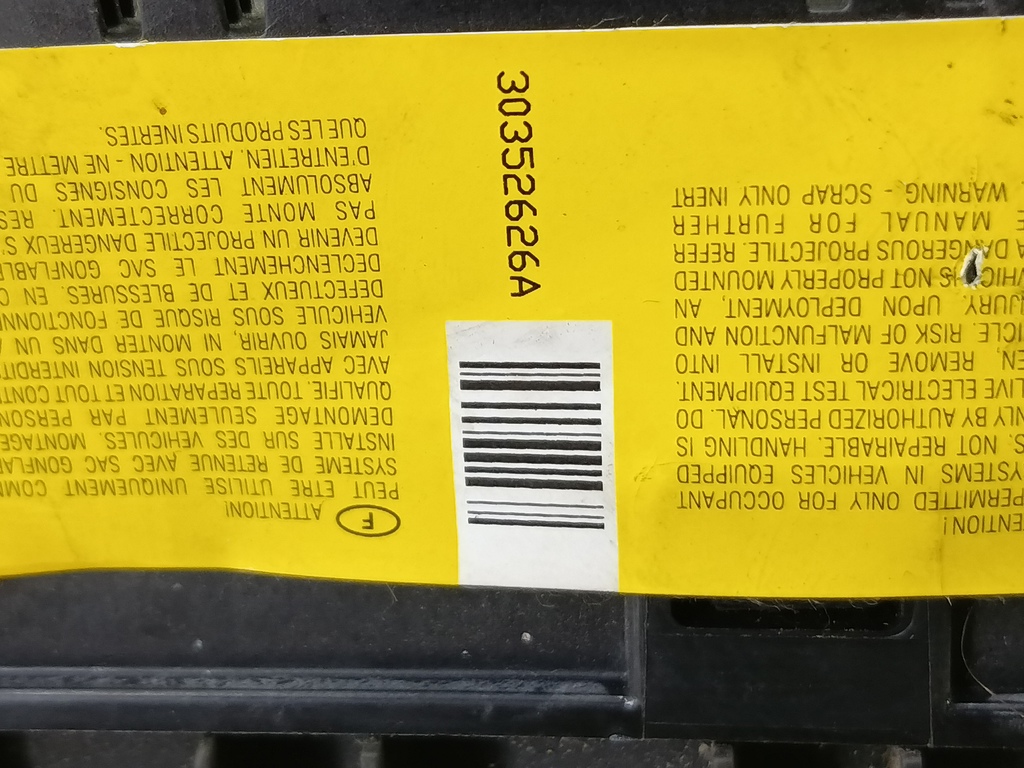 ENTION!
PERMITTED ONLY FOR OCCUPANT
SYSTEMS IN VEHICLES EQUIPPED
S. NOT REPAIRABLE. HANDLING IS
NLY BY AUTHORIZED PERSONAL. DO
LIVE ELECTRICAL TEST EQUIPMENT.
EN, REMOVE OR INSTALL INTO
HICLE. RISK OF MALFUNCTION AND
JURY. UPON DEPLOYMENT, AN
WHICH IS NOT PROPERLY MOUNTED
A DANGEROUS PROJECTILE. REFER
E MANUAL FOR FURTHER
. WARNING - SCRAP ONLY INERT
303526626A
F ATTENTION!
PEUT ETRE UTILISE UNIQUEMENT COMM
SYSTEME DE RETENUE AVEC SAC GONFLAB
INSTALLE SUR DES VEHICULES. MONTAGE
DEMONTAGE SEULEMENT PAR PERSON
QUALIFIE. TOUTE REPARATION ET TOUT CONT
AVEC APPAREILS SOUS TENSION INTERDIT
JAMAIS OUVRIR, NI MONTER DANS UN A
VEHICULE SOUS RISQUE DE FONCTIONN
DEFECTUEUX ET DE BLESSURES. EN C
DECLENCHEMENT LE SAC GONFLABLE
DEVENIR UN PROJECTILE DANGEREUX S'
PAS MONTE CORRECTEMENT. RES
ABSOLUMENT LES CONSIGNES DU
D'ENTRETIEN. ATTENTION - NE METTRE
QUE LES PRODUITS INERTES.